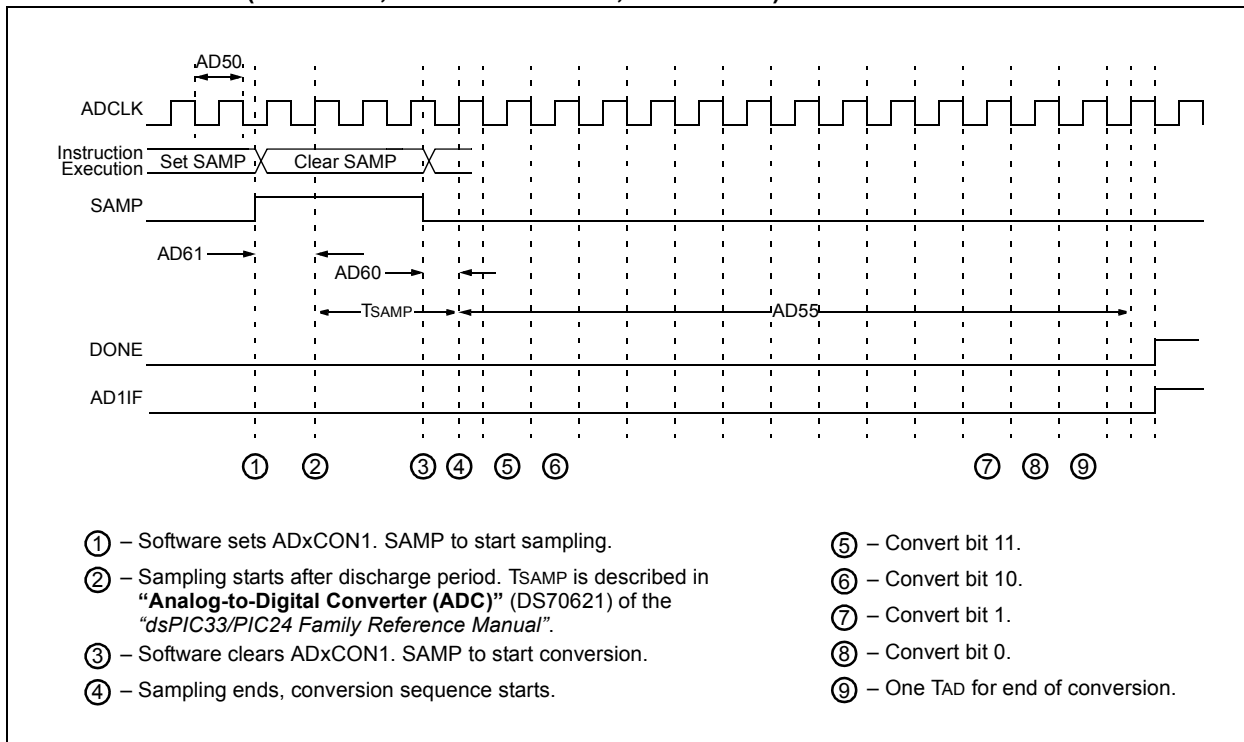 AD50
ADCLK
Instruction
Execution
Set SAMP
Clear SAMP
SAMP
AD61
AD60
TSAMP
AD55
DONE
AD1IF
1 2 3 4 5 6 7 8 9
1 – Software sets ADxCON1. SAMP to start sampling.
2 – Sampling starts after discharge period. TSAMP is described in
“Analog-to-Digital Converter (ADC)” (DS70621) of the
“dsPIC33/PIC24 Family Reference Manual”.
3 – Software clears ADxCON1. SAMP to start conversion.
4 – Sampling ends, conversion sequence starts.
5 – Convert bit 11.
6 – Convert bit 10.
7 – Convert bit 1.
8 – Convert bit 0.
9 – One TAD for end of conversion.